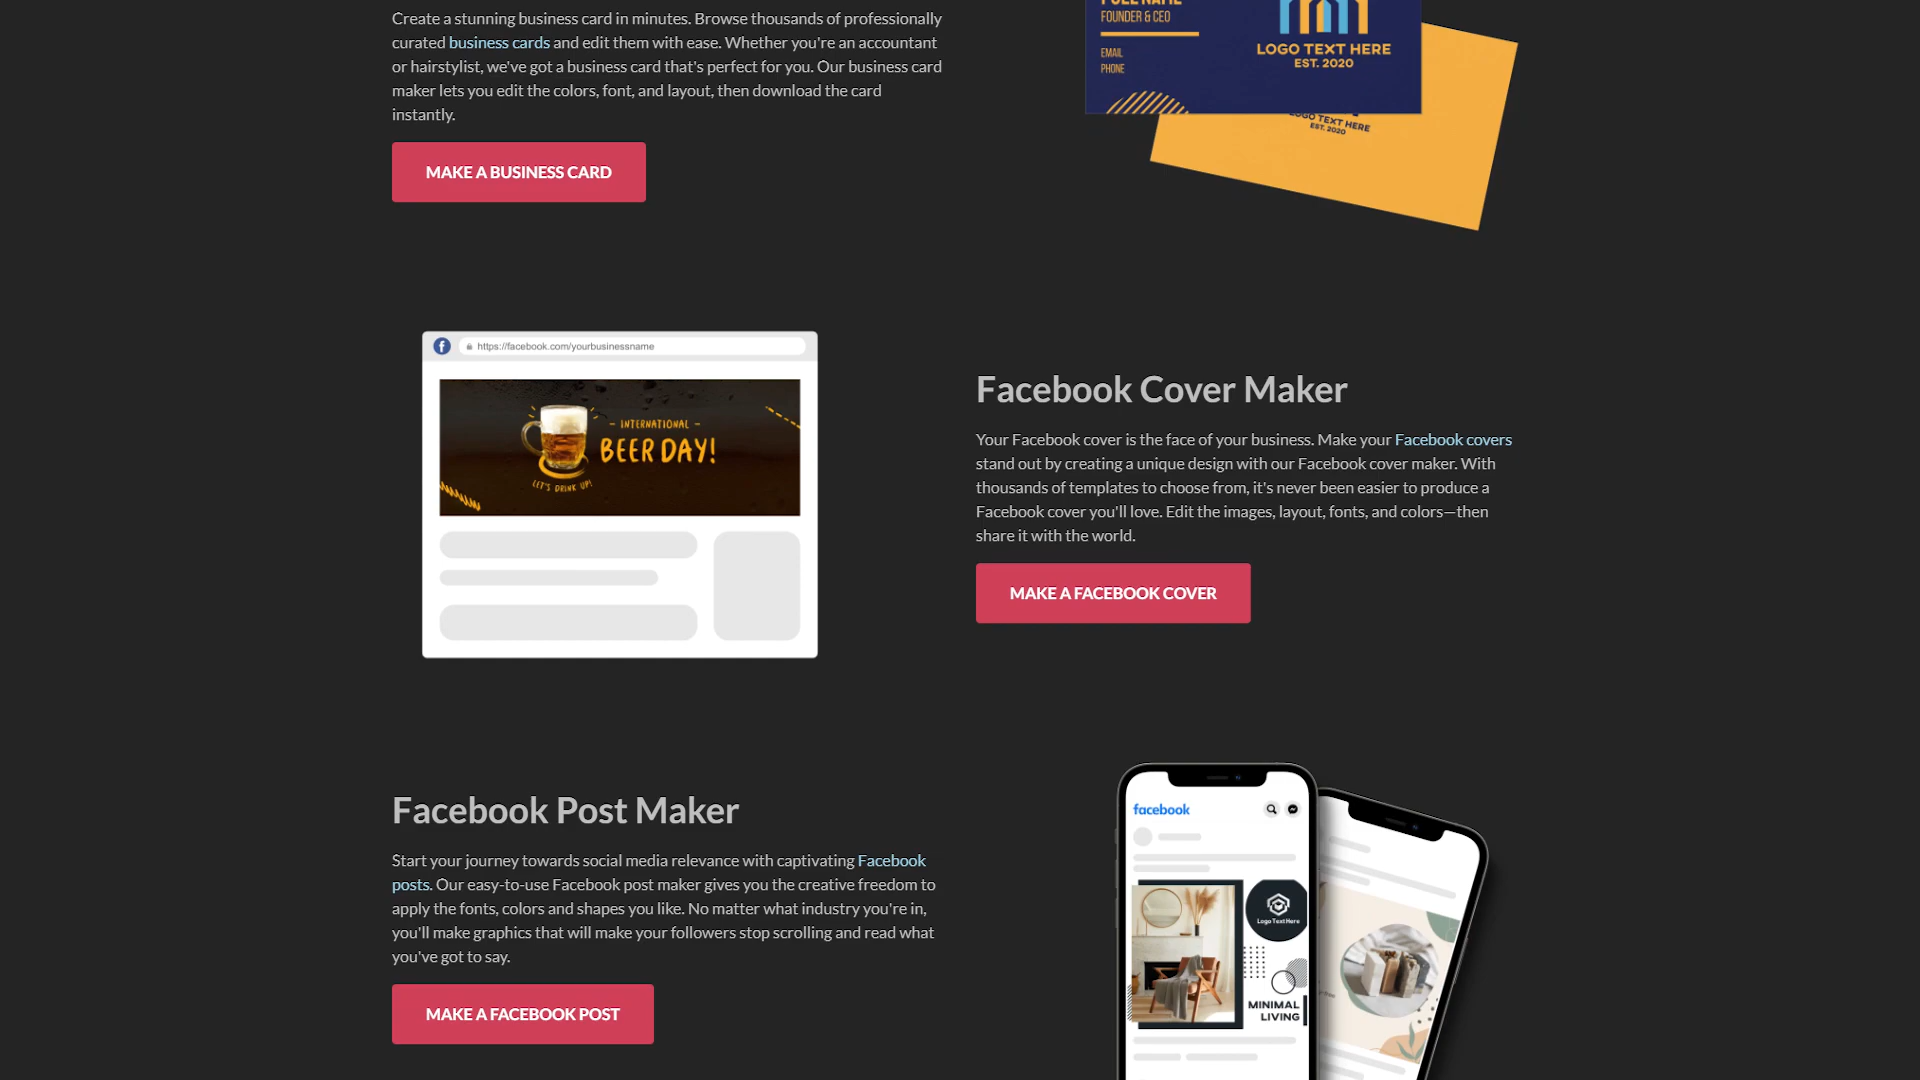 Create a stunning business card in minutes. Browse thousands of professionally
curated business cards and edit them with ease. Whether you're an accountant
or hairstylist, we've got a business card that's perfect for you. Our business card
maker lets you edit the colors, font, and layout, then download the card
instantly.
MAKE A BUSINESS CARD
FOUNDER & CEO
EMAIL
PHONE
LOGO TEXT HERE
EST. 2020
LOGO TEXT HERE
EST. 2020
https://facebook.com/yourbusinessname
– INTERNATIONAL –
BEER DAY!
LET'S DRINK UP!
Facebook Cover Maker
Your Facebook cover is the face of your business. Make your Facebook covers
stand out by creating a unique design with our Facebook cover maker. With
thousands of templates to choose from, it's never been easier to produce a
Facebook cover you'll love. Edit the images, layout, fonts, and colors—then
share it with the world.
MAKE A FACEBOOK COVER
Facebook Post Maker
Start your journey towards social media relevance with captivating Facebook
posts. Our easy-to-use Facebook post maker gives you the creative freedom to
apply the fonts, colors and shapes you like. No matter what industry you're in,
you'll make graphics that will make your followers stop scrolling and read what
you've got to say.
MAKE A FACEBOOK POST
facebook
Logo Text Here
MINIMAL
LIVING